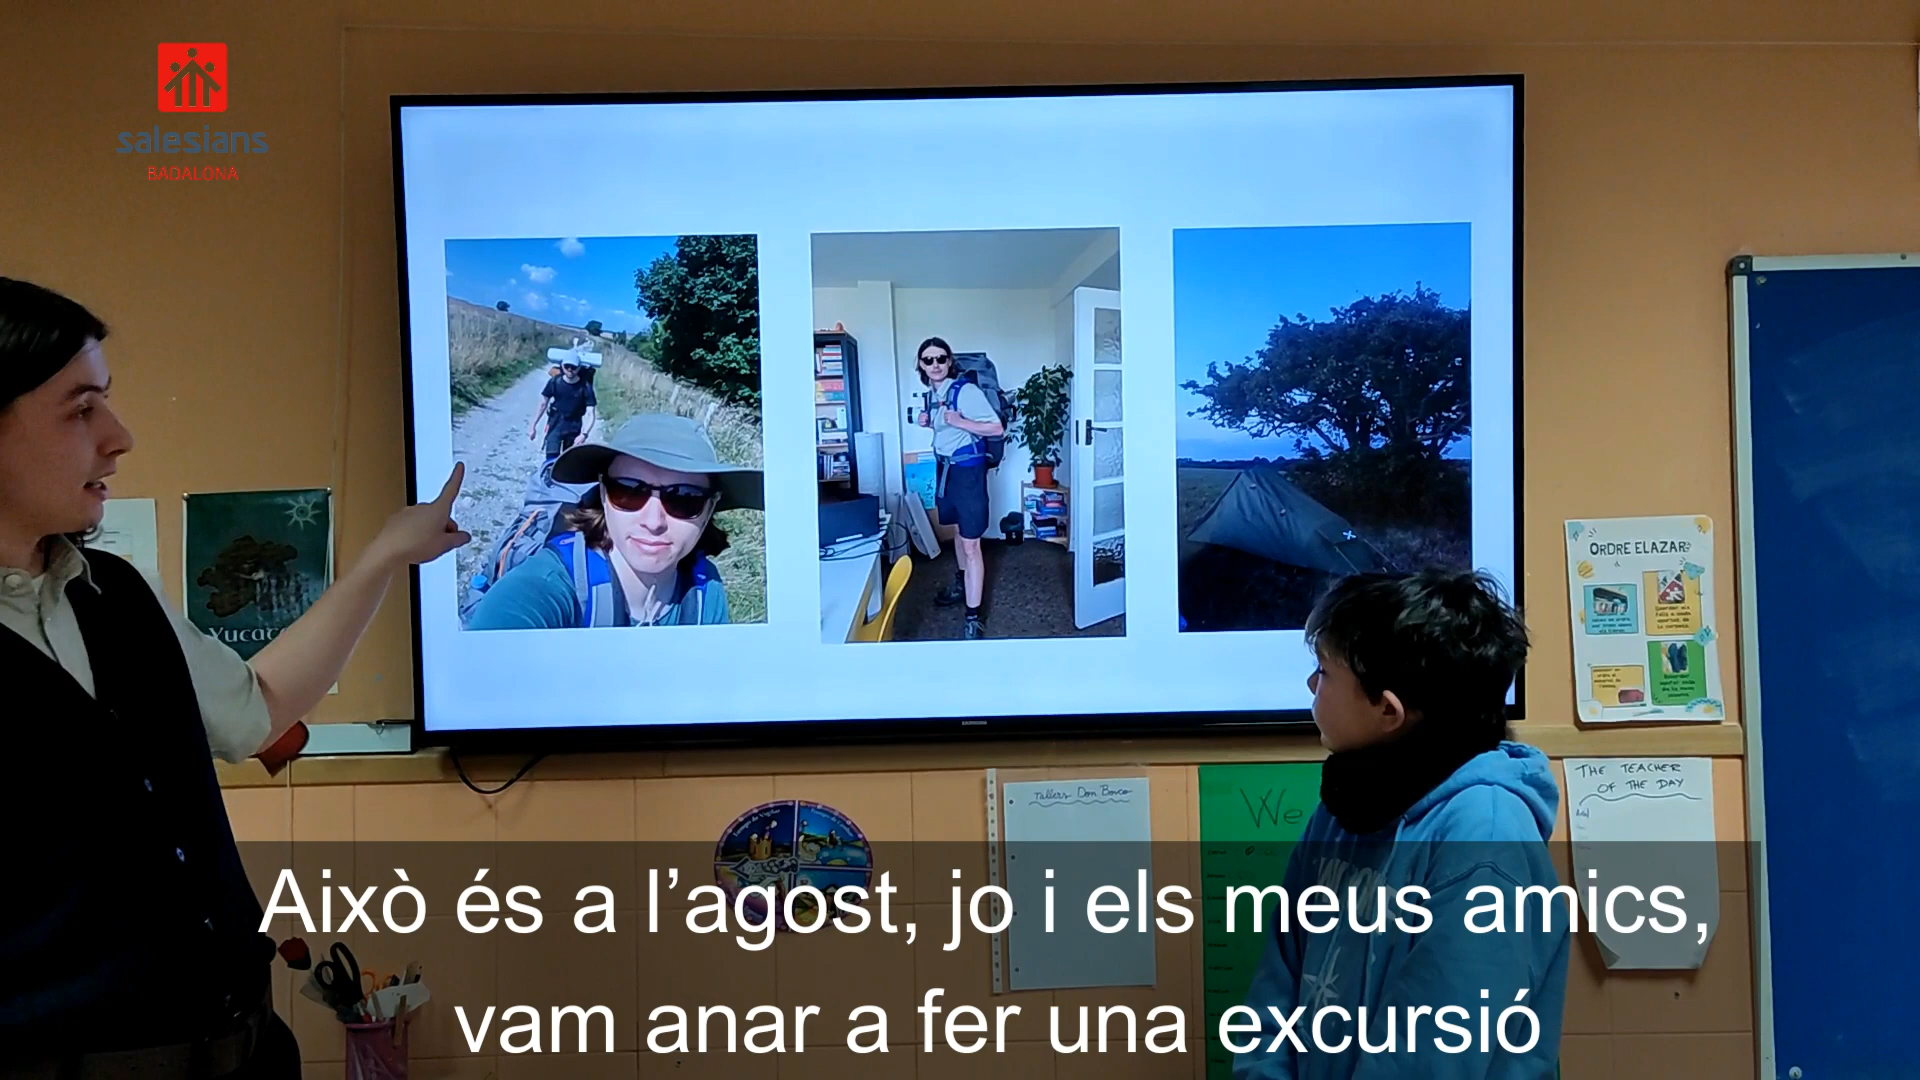 salesians
BADALONA
Yucat
ORDRE ELAZAR
THE TEACHER
OF THE DAY
Tallers Don Bosco
We
Això és a l’agost, jo i els meus amics,
vam anar a fer una excursió